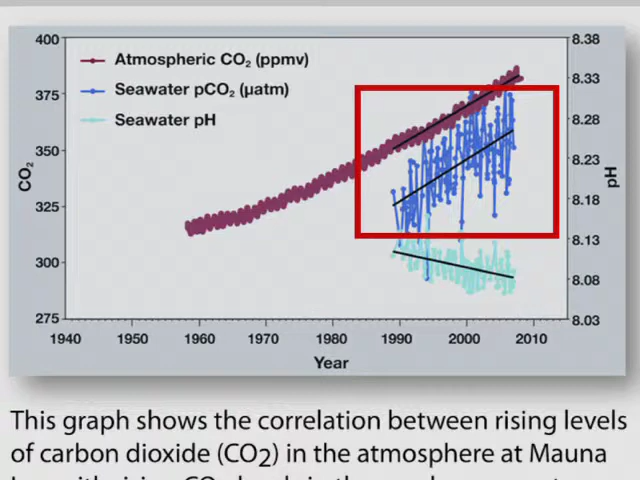 400
375
350
325
300
275
CO₂
Atmospheric CO₂ (ppmv)
Seawater pCO₂ (µatm)
Seawater pH
8.38
8.33
8.28
8.23
8.18
8.13
8.08
8.03
pH
1940 1950 1960 1970 1980 1990 2000 2010
Year
This graph shows the correlation between rising levels
of carbon dioxide (CO2) in the atmosphere at Mauna